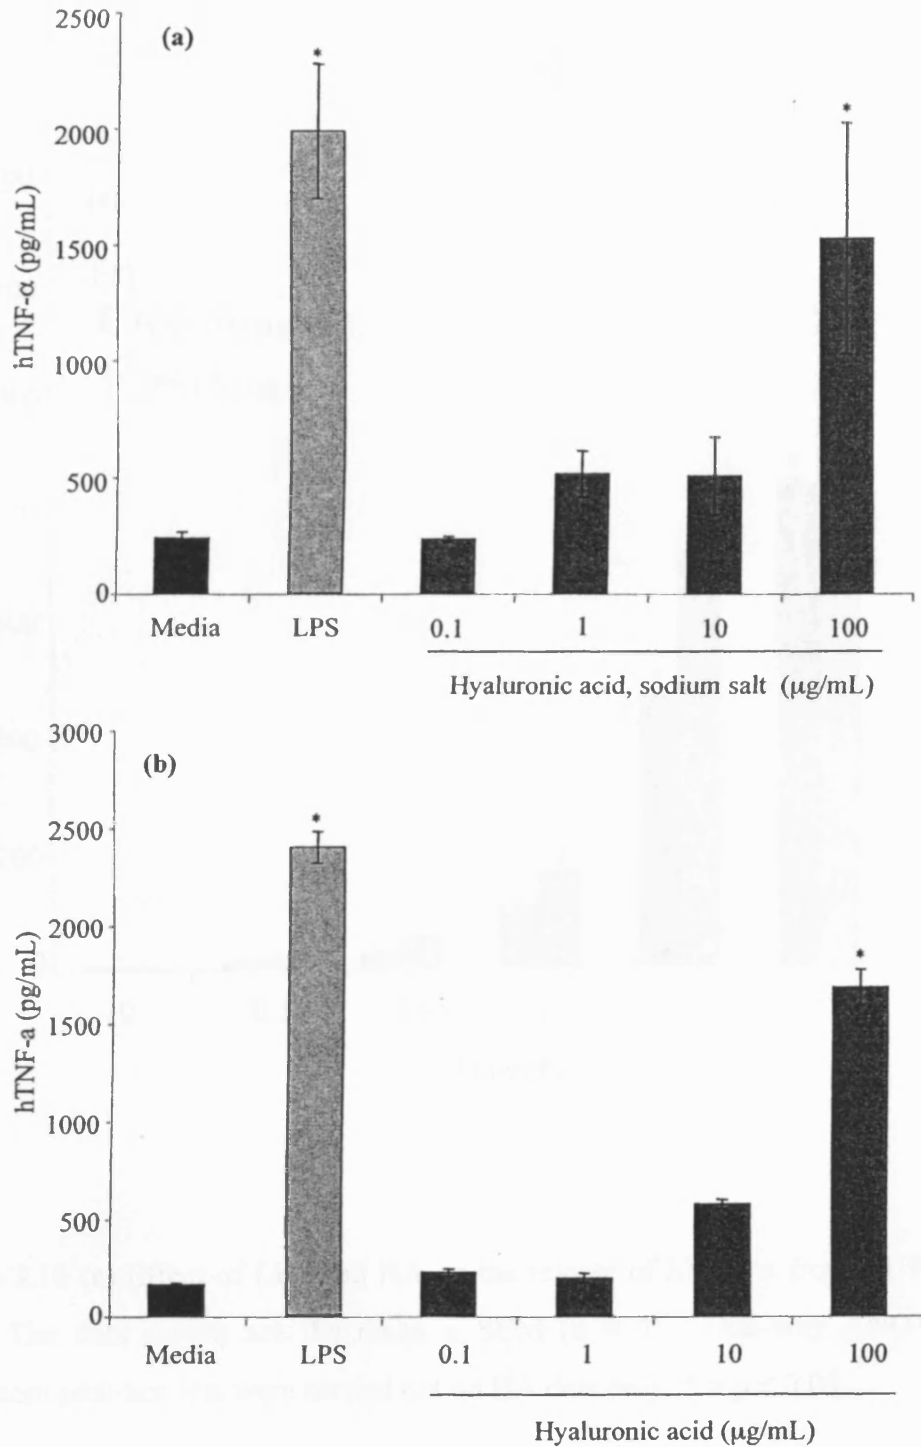 2500
(a)
*
2000
*
1500
1000
500
0
hTNF-α (pg/mL)
Media LPS 0.1 1 10 100
Hyaluronic acid, sodium salt (µg/mL)
3000
(b)
2500
*
2000
*
1500
1000
500
0
hTNF-a (pg/mL)
Media LPS 0.1 1 10 100
Hyaluronic acid (µg/mL)